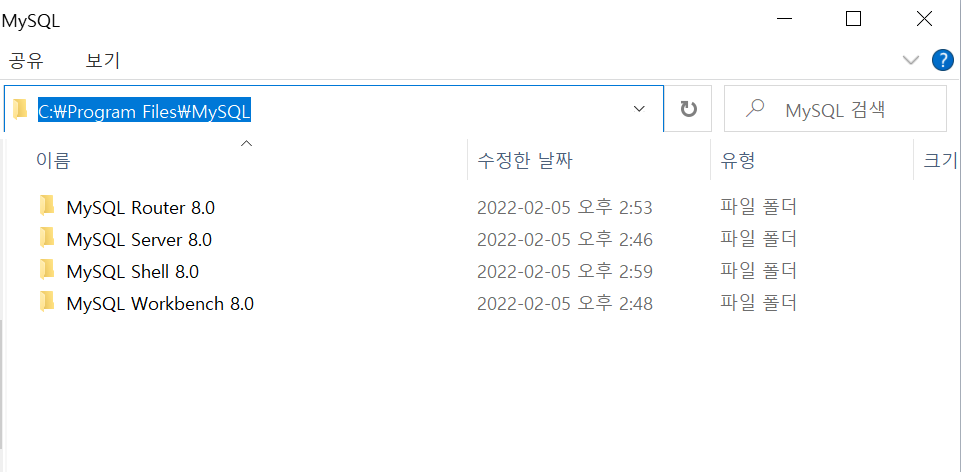 MySQL
공유 보기
?
C:₩Program Files₩MySQL MySQL 검색
이름 수정한 날짜 유형 크기
MySQL Router 8.0 2022-02-05 오후 2:53 파일 폴더
MySQL Server 8.0 2022-02-05 오후 2:46 파일 폴더
MySQL Shell 8.0 2022-02-05 오후 2:59 파일 폴더
MySQL Workbench 8.0 2022-02-05 오후 2:48 파일 폴더